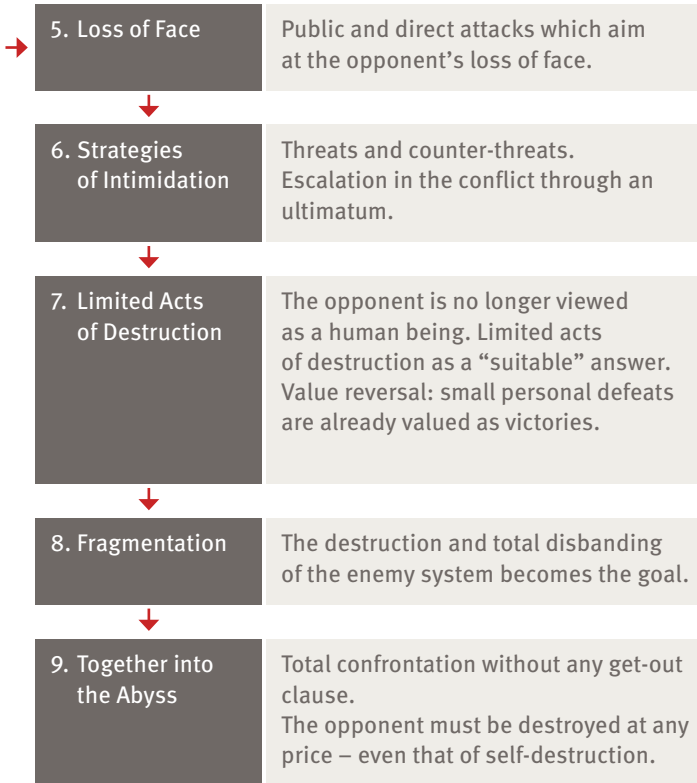 5. Loss of Face
Public and direct attacks which aim
at the opponent’s loss of face.
6. Strategies
of Intimidation
Threats and counter-threats.
Escalation in the conflict through an
ultimatum.
7. Limited Acts
of Destruction
The opponent is no longer viewed
as a human being. Limited acts
of destruction as a “suitable” answer.
Value reversal: small personal defeats
are already valued as victories.
8. Fragmentation
The destruction and total disbanding
of the enemy system becomes the goal.
9. Together into
the Abyss
Total confrontation without any get-out
clause.
The opponent must be destroyed at any
price – even that of self-destruction.